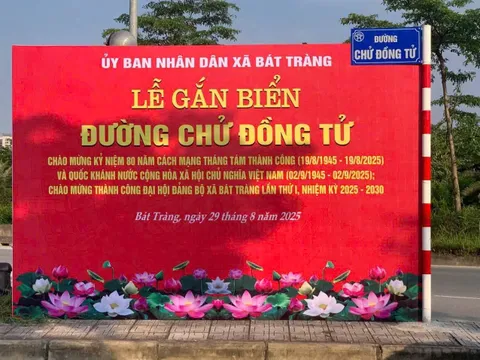 ĐƯỜNG
CHỬ ĐỒNG TỬ
ỦY BAN NHÂN DÂN XÃ BÁT TRÀNG
LỄ GẮN BIỂN
ĐƯỜNG CHỬ ĐỒNG TỬ
CHÀO MỪNG KỶ NIỆM 80 NĂM CÁCH MẠNG THÁNG TÁM THÀNH CÔNG (19/8/1945 - 19/8/2025)
VÀ QUỐC KHÁNH NƯỚC CỘNG HÒA XÃ HỘI CHỦ NGHĨA VIỆT NAM (02/9/1945 - 02/9/2025);
CHÀO MỪNG THÀNH CÔNG ĐẠI HỘI ĐẢNG BỘ XÃ BÁT TRÀNG LẦN THỨ I, NHIỆM KỲ 2025 - 2030
Bát Tràng, ngày 29 tháng 8 năm 2025